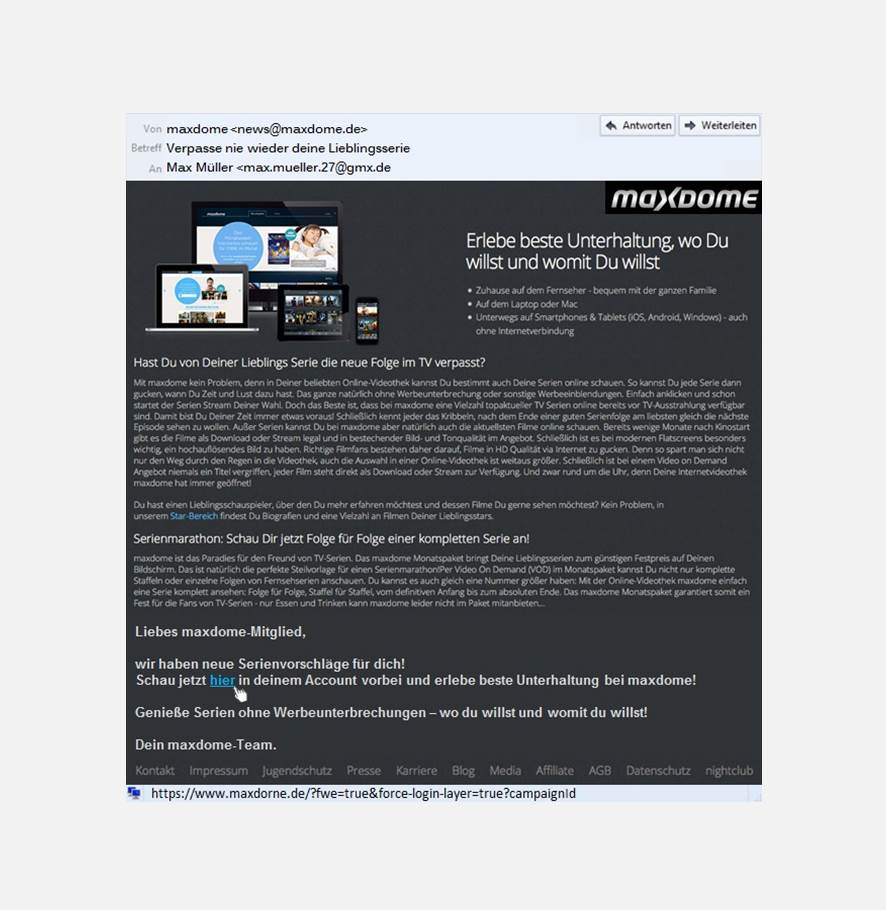 Von maxdome <news@maxdome.de>
Antworten Weiterleiten
Betreff Verpasse nie wieder deine Lieblingsserie
An Max Müller <max.mueller.27@gmx.de
maxdome
Erlebe beste Unterhaltung, wo Du
willst und womit Du willst
• Zuhause auf dem Fernseher - bequem mit der ganzen Familie
• Auf dem Laptop oder Mac
• Unterwegs auf Smartphones & Tablets (iOS, Android, Windows) - auch
ohne Internetverbindung
Hast Du von Deiner Lieblings Serie die neue Folge im TV verpasst?
Mit maxdome kein Problem, denn in Deiner beliebten Online-Videothek kannst Du bestimmt auch Deine Serien online schauen. So kannst Du jede Serie dann
gucken, wann Du Zeit und Lust dazu hast. Das ganze natürlich ohne Werbeunterbrechung oder sonstige Werbeeinblendungen. Einfach anklicken und schon
startet der Serien Stream Deiner Wahl. Doch das Beste ist, dass bei maxdome eine Vielzahl topaktueller TV Serien online bereits vor TV-Ausstrahlung verfügbar
sind. Damit bist Du Deiner Zeit immer etwas voraus! Schließlich kennt jeder das Kribbeln, nach dem Ende einer guten Serienfolge am liebsten gleich die nächste
Episode sehen zu wollen. Außer Serien kannst Du bei maxdome aber natürlich auch die aktuellsten Filme online schauen. Bereits wenige Monate nach Kinostart
gibt es die Filme als Download oder Stream legal und in bestechender Bild- und Tonqualität im Angebot. Schließlich ist es bei modernen Flatscreens besonders
wichtig, ein hochauflösendes Bild zu haben. Richtige Filmfans bestehen daher darauf, Filme in HD Qualität via Internet zu gucken. Denn so spart man sich nicht
nur den Weg durch den Regen in die Videothek, auch die Auswahl in einer Online-Videothek ist weitaus größer. Schließlich ist bei einem Video on Demand
Angebot niemals ein Titel vergriffen, jeder Film steht direkt als Download oder Stream zur Verfügung. Und zwar rund um die Uhr, denn Deine Internetvideothek
maxdome hat immer geöffnet!
Du hast einen Lieblingsschauspieler, über den Du mehr erfahren möchtest und dessen Filme Du gerne sehen möchtest? Kein Problem, in
unserem Star-Bereich findest Du Biografien und eine Vielzahl an Filmen Deiner Lieblingsstars.
Serienmarathon: Schau Dir jetzt Folge für Folge einer kompletten Serie an!
maxdome ist das Paradies für den Freund von TV-Serien. Das maxdome Monatspaket bringt Deine Lieblingsserien zum günstigen Festpreis auf Deinen
Bildschirm. Das ist natürlich die perfekte Steilvorlage für einen Serienmarathon!Per Video On Demand (VOD) im Monatspaket kannst Du nicht nur komplette
Staffeln oder einzelne Folgen von Fernsehserien anschauen. Du kannst es auch gleich eine Nummer größer haben: Mit der Online-Videothek maxdome einfach
eine Serie komplett ansehen: Folge für Folge, Staffel für Staffel, vom definitiven Anfang bis zum absoluten Ende. Das maxdome Monatspaket garantiert somit ein
Fest für die Fans von TV-Serien - nur Essen und Trinken kann maxdome leider nicht im Paket mitanbieten...
Liebes maxdome-Mitglied,
wir haben neue Serienvorschläge für dich!
Schau jetzt hier in deinem Account vorbei und erlebe beste Unterhaltung bei maxdome!
Genieße Serien ohne Werbeunterbrechungen – wo du willst und womit du willst!
Dein maxdome-Team.
Kontakt Impressum Jugendschutz Presse Karriere Blog Media Affiliate AGB Datenschutz nightclub
https://www.maxdorne.de/?fwe=true&force-login-layer=true?campaignId